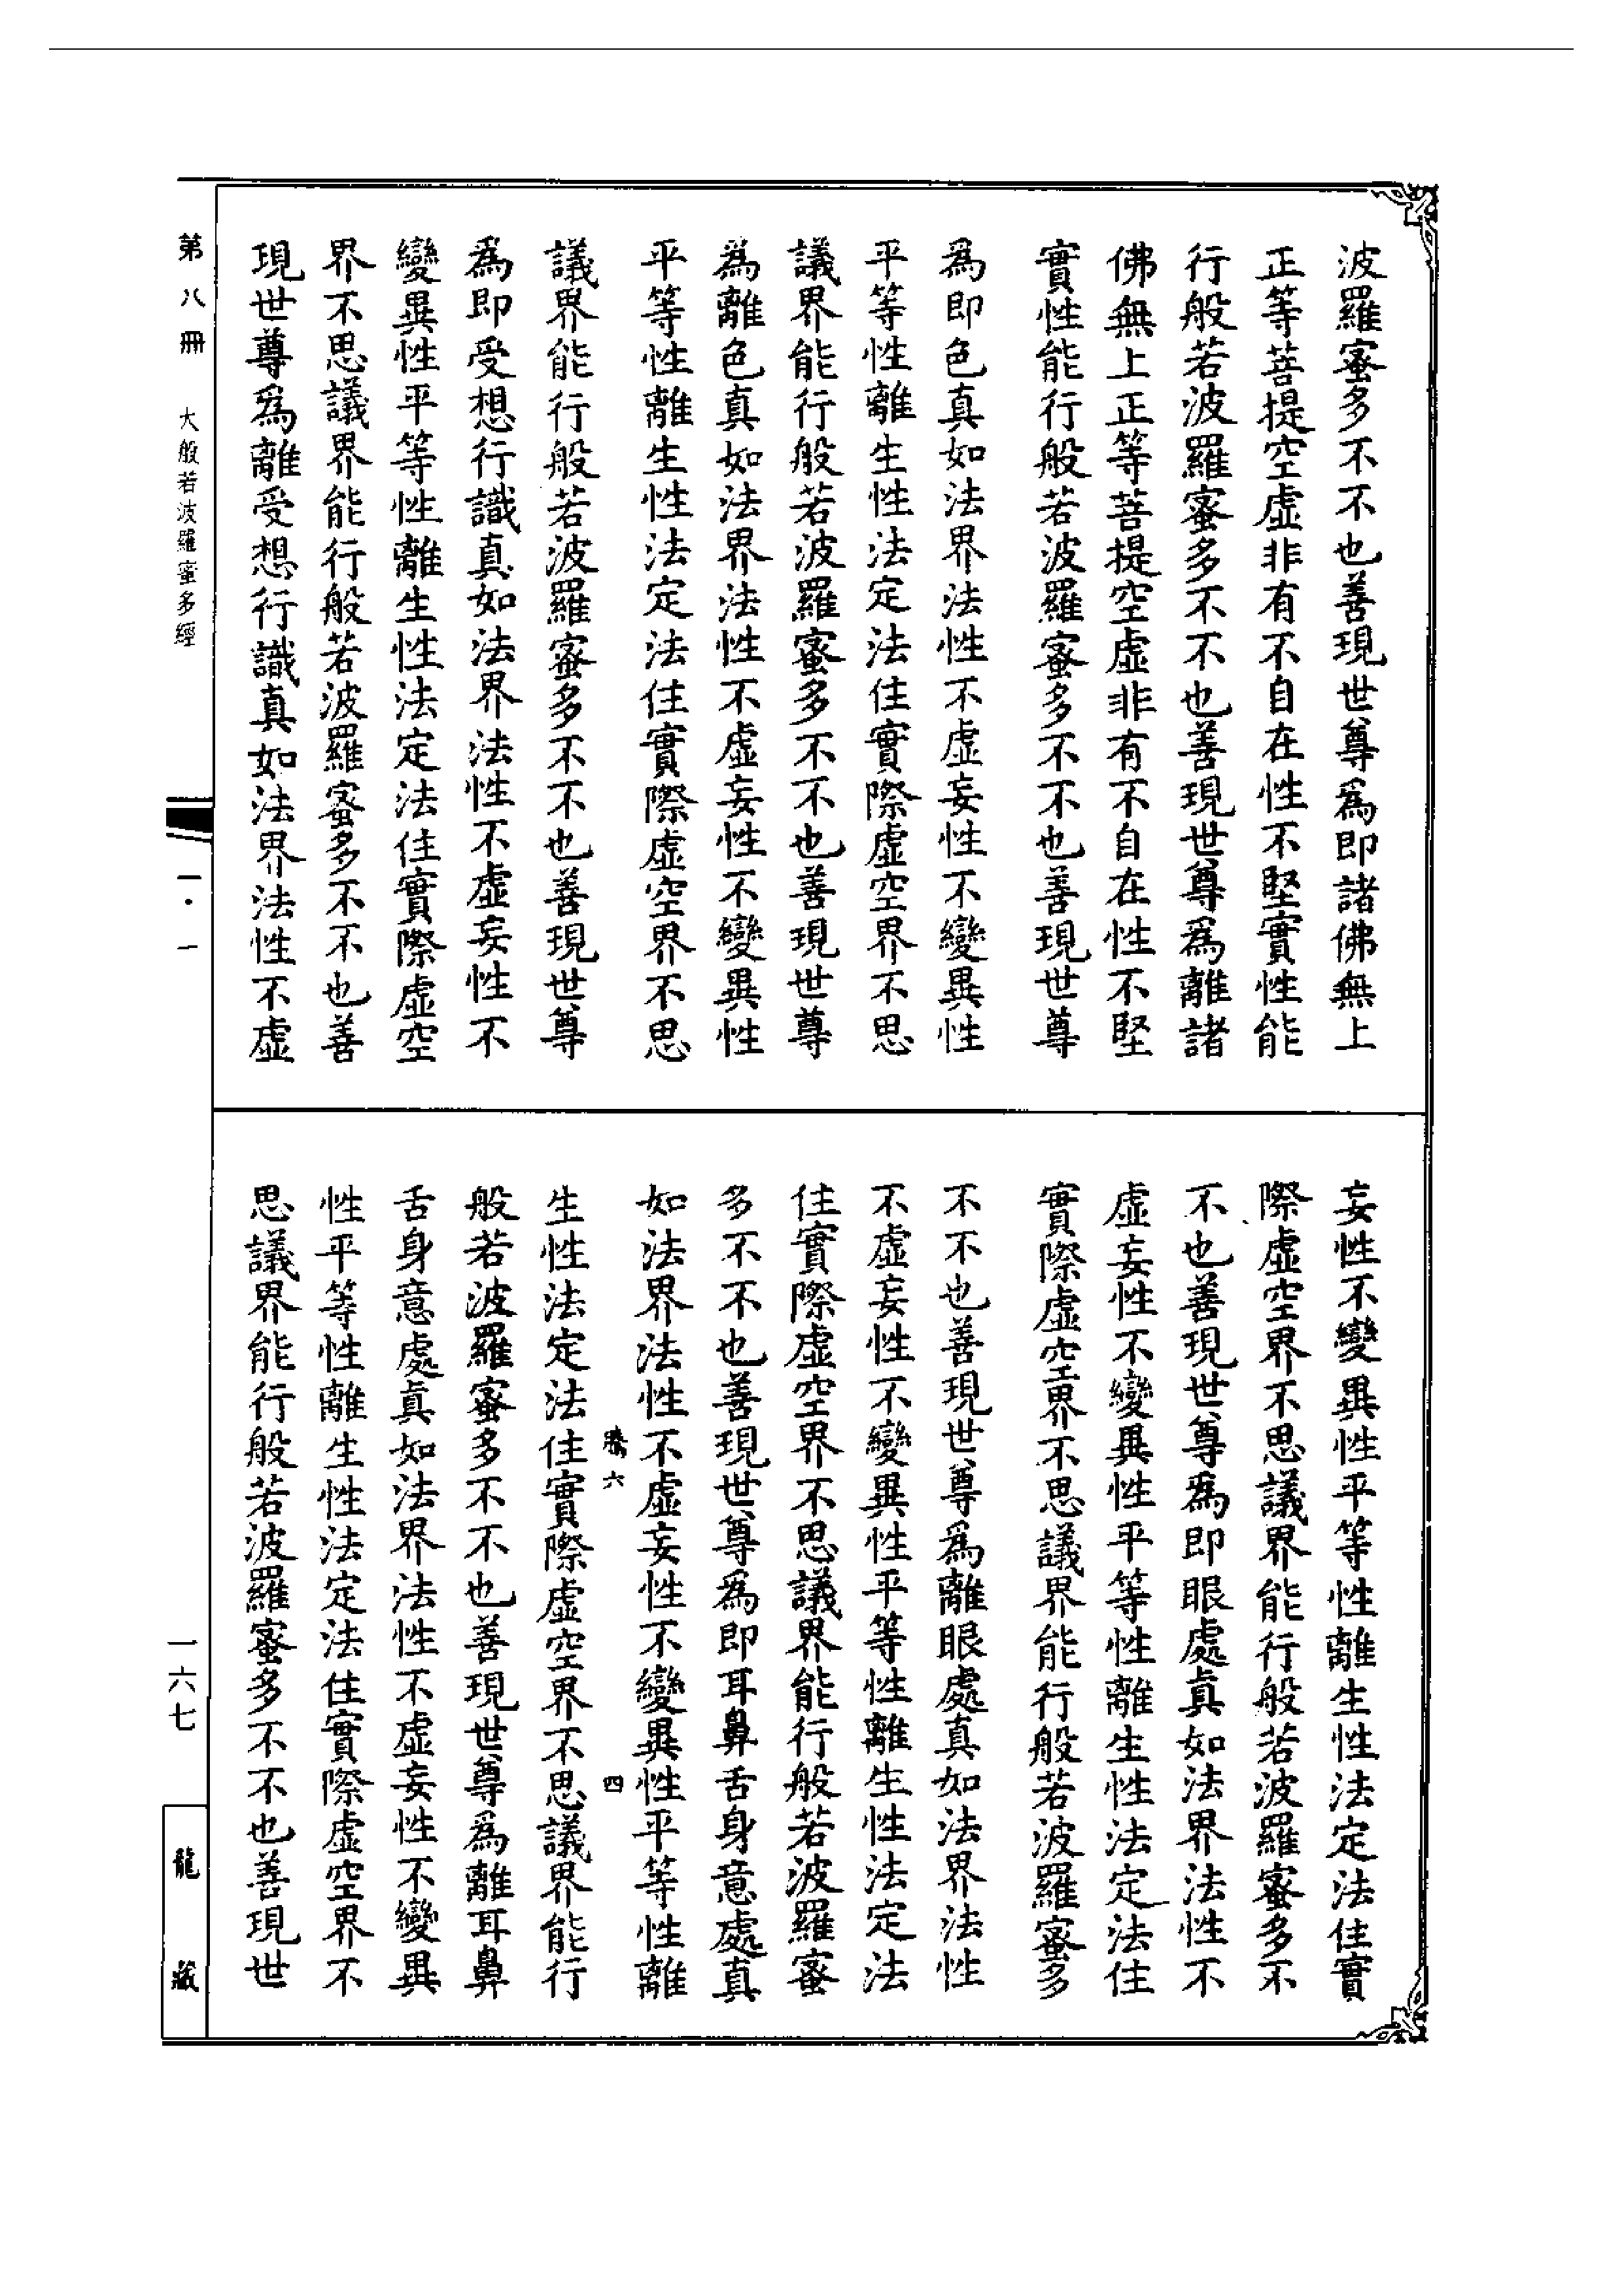 波羅蜜多不不也善現世尊爲即諸佛無上
正等菩提空虛非有不自在性不堅實性能
行般若波羅蜜多不不也善現世尊爲離諸
佛無上正等菩提空虛非有不自在性不堅
實性能行般若波羅蜜多不不也善現世尊
爲即色真如法界法性不虛妄性不變異性
平等性離生性法定法住實際虛空界不思
議界能行般若波羅蜜多不不也善現世尊
爲離色真如法界法性不虛妄性不變異性
平等性離生性法定法住實際虛空界不思
議界能行般若波羅蜜多不不也善現世尊
爲即受想行識真如法界法性不虛妄性不
變異性平等性離生性法定法住實際虛空
界不思議界能行般若波羅蜜多不不也善
現世尊爲離受想行識真如法界法性不虛
妄性不變異性平等性離生性法定法住實
際虛空界不思議界能行般若波羅蜜多不
不也善現世尊爲即眼處真如法界法性不
虛妄性不變異性平等性離生性法定法住
實際虛空界不思議界能行般若波羅蜜多
不不也善現世尊爲離眼處真如法界法性
不虛妄性不變異性平等性離生性法定法
住實際虛空界不思議界能行般若波羅蜜
多不不也善現世尊爲即耳鼻舌身意處真
如法界法性不虛妄性不變異性平等性離
六 四
生性法定法住實際虛空界不思議界能行
般若波羅蜜多不不也善現世尊爲離耳鼻
舌身意處真如法界法性不虛妄性不變異
性平等性離生性法定法住實際虛空界不
思議界能行般若波羅蜜多不不也善現世
第八冊 大般若波羅蜜多經
一·一
一六七
龍藏